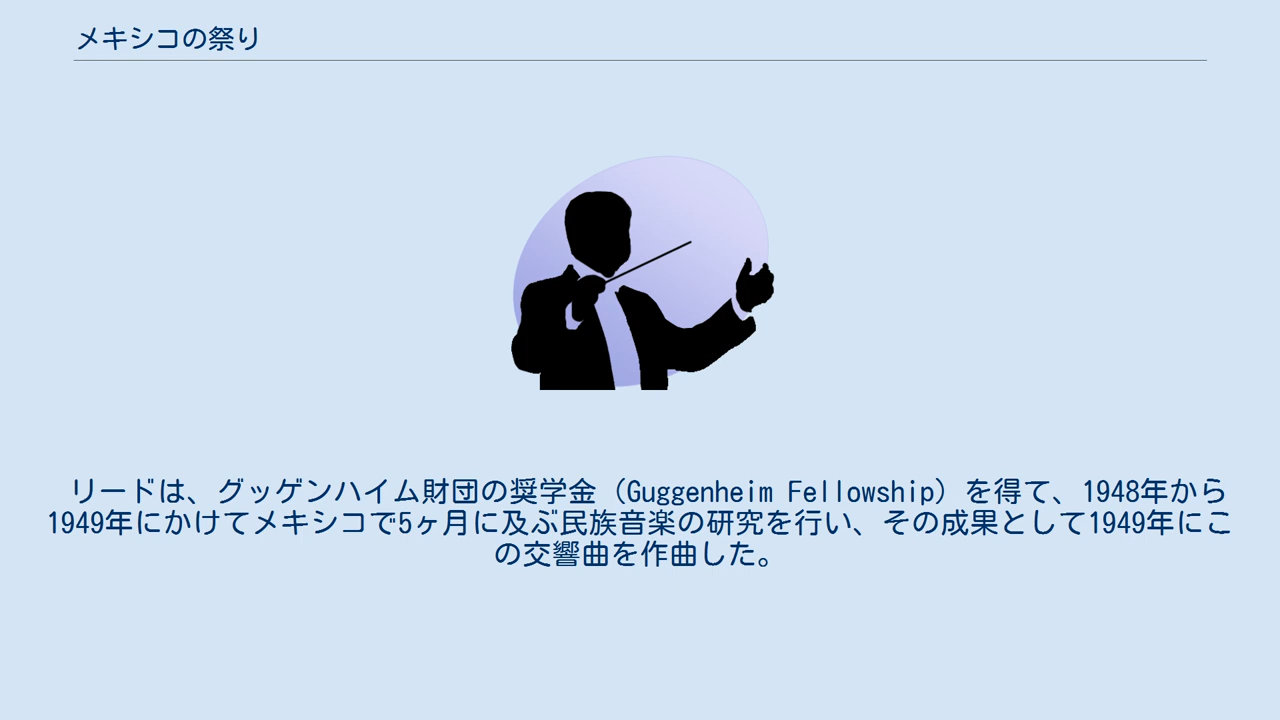 メキシコの祭り
リードは、グッゲンハイム財団の奨学金（Guggenheim Fellowship）を得て、1948年から
1949年にかけてメキシコで5ヶ月に及ぶ民族音楽の研究を行い、その成果として1949年にこ
の交響曲を作曲した。